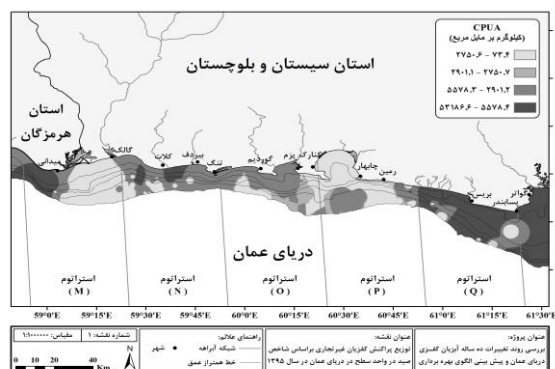 CPUA
(کیلوگرم بر مایل مربع)
۲۷۵۰,۶ – ۷۳,۴
۲۹۰۱,۱ – ۲۷۵۰,۷
۵۵۷۸,۳ – ۲۹۰۱,۲
۵۳۱۸۶,۶ – ۵۵۷۸,۴
استان سیستان و بلوچستان
استان
هرمزگان
میدانی
گالک
کلات
بیردف
تنگ
گوردیم
کنارک
پزم
چابهار
رمین
بریس
پسابندر
گواتر
دریای عمان
استراتوم
(M)
استراتوم
(N)
استراتوم
(O)
استراتوم
(P)
استراتوم
(Q)
59°0'E 59°15'E 59°30'E 59°45'E 60°0'E 60°15'E 60°30'E 60°45'E 61°0'E 61°15'E 61°30'E
عنوان پروژه:
بررسی روند تغییرات ده ساله آبزیان کفزی
دریای عمان و پیش بینی الگوی بهره برداری
عنوان نقشه:
توزیع پراکنش کفزیان غیرتجاری براساس شاخص
صید در واحد سطح در دریای عمان در سال ۱۳۹۵
راهنمای علائم:
شبکه آبراهه
شهر
خط همتراز عمق
شماره نقشه: ۱
مقیاس: ۱:۱۰۰۰۰۰۰
N
0 10 20 40
Km